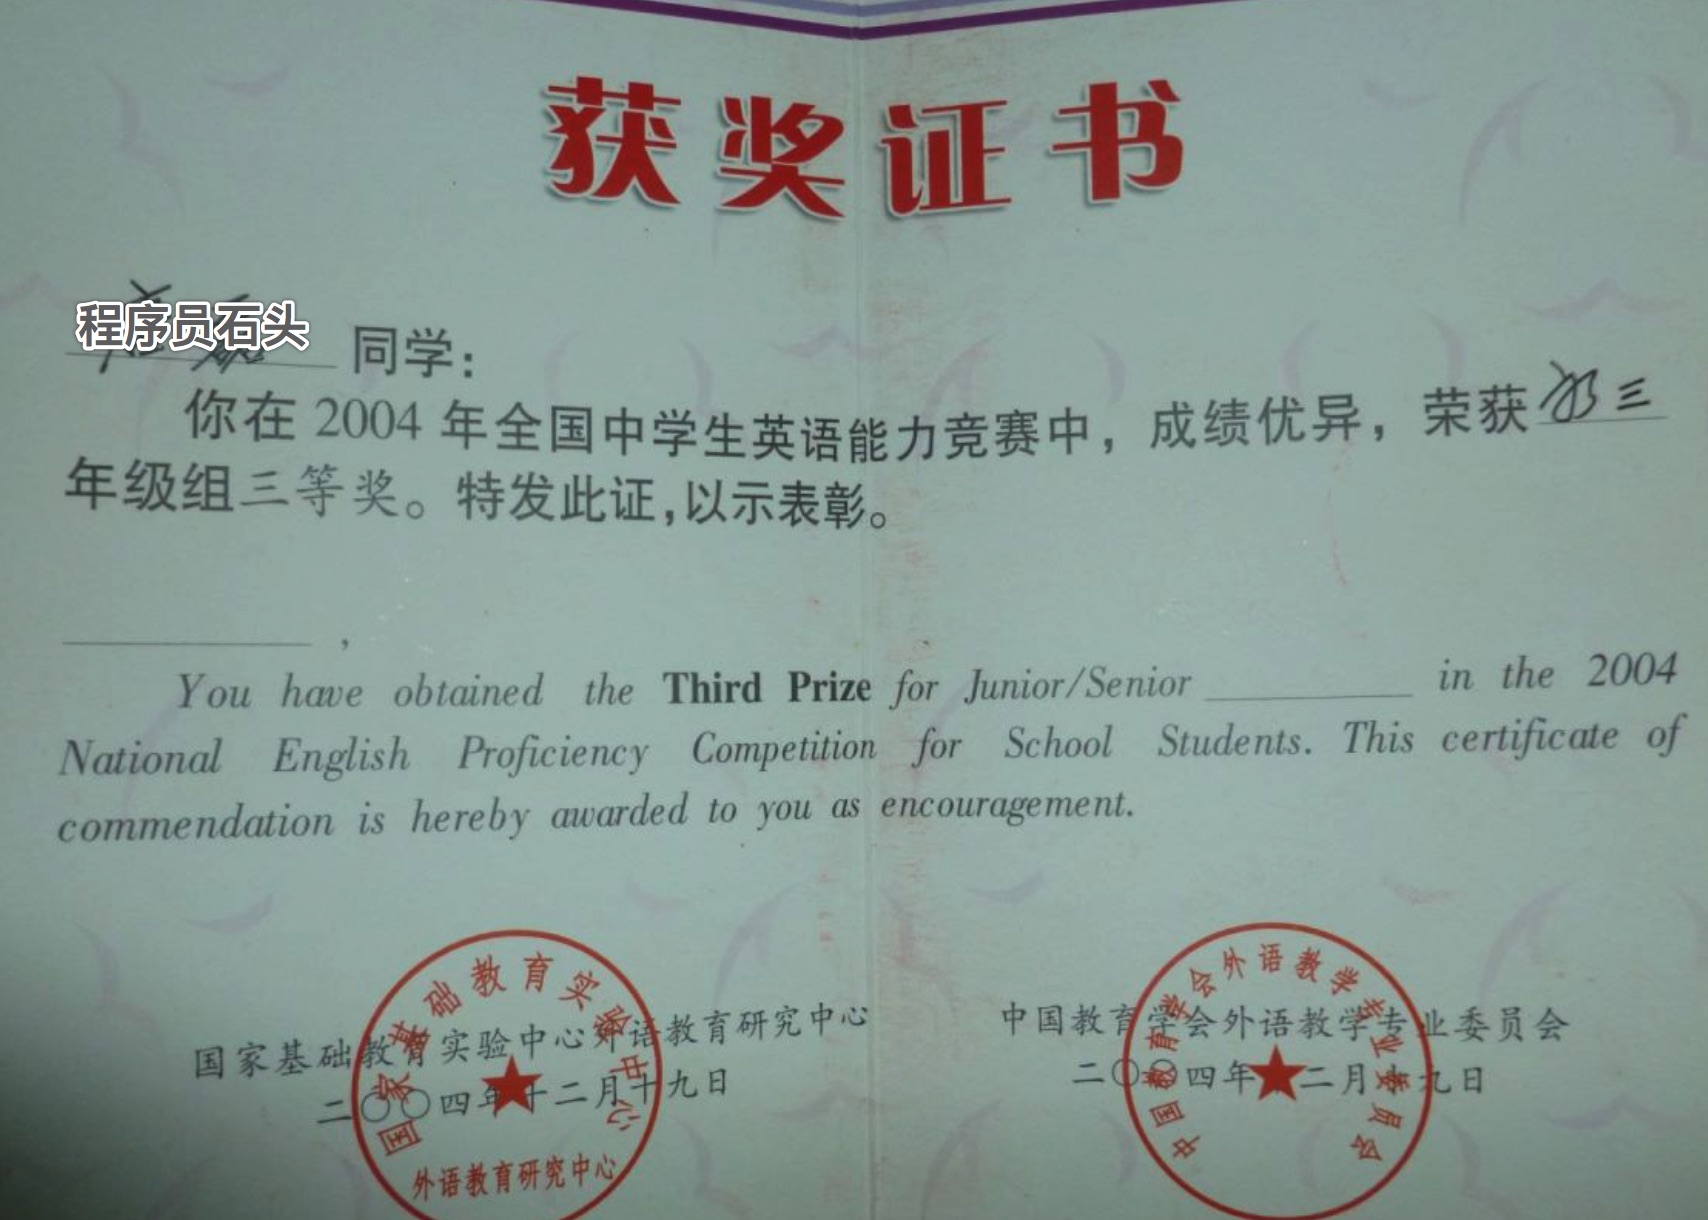 获奖证书
程序员石头
同学：
你在 2004 年全国中学生英语能力竞赛中，成绩优异，荣获初三
年级组三等奖。特发此证，以示表彰。
,
You have obtained the Third Prize for Junior/Senior in the 2004
National English Proficiency Competition for School Students. This certificate of
commendation is hereby awarded to you as encouragement.
国家基础教育实验中心外语教育研究中心
二〇〇四年十二月十九日
国家基础教育实验中心
外语教育研究中心
中国教育学会外语教学专业委员会
二〇〇四年十二月十九日
中国教育学会外语教学专业委员会